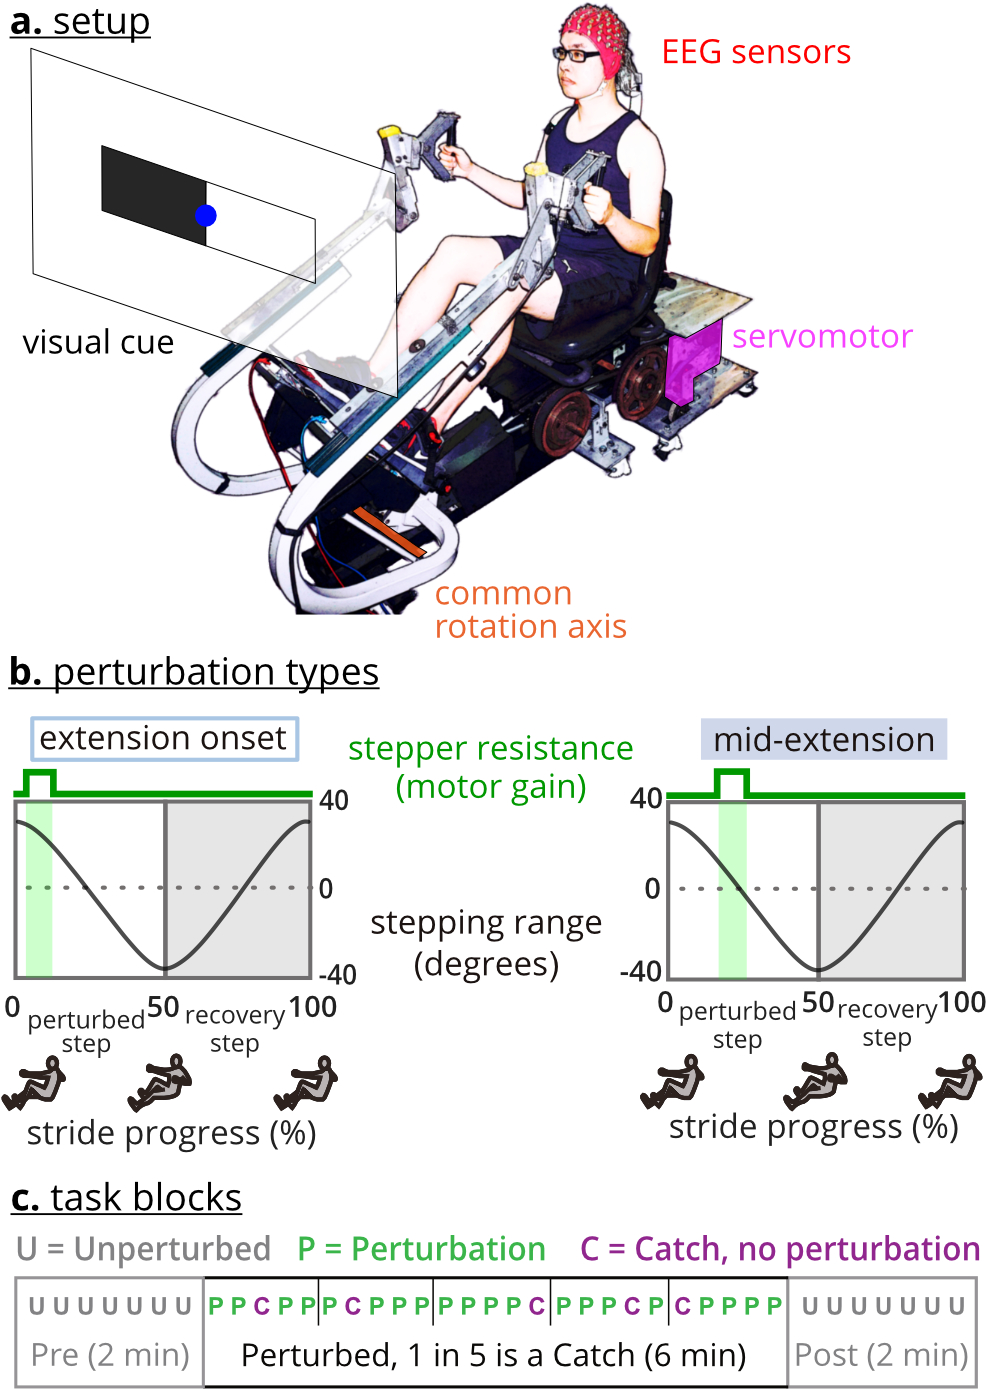 a. setup
EEG sensors
visual cue
servomotor
common
rotation axis
b. perturbation types
extension onset
stepper resistance
(motor gain)
mid-extension
40
0
-40
stepping range
(degrees)
40
0
-40
0 50 100
perturbed
step
recovery
step
stride progress (%)
0 50 100
perturbed
step
recovery
step
stride progress (%)
c. task blocks
U = Unperturbed P = Perturbation C = Catch, no perturbation
U U U U U U U P P C P P P C P P P P P P P C P P P C P C P P P P U U U U U U U
Pre (2 min) Perturbed, 1 in 5 is a Catch (6 min) Post (2 min)